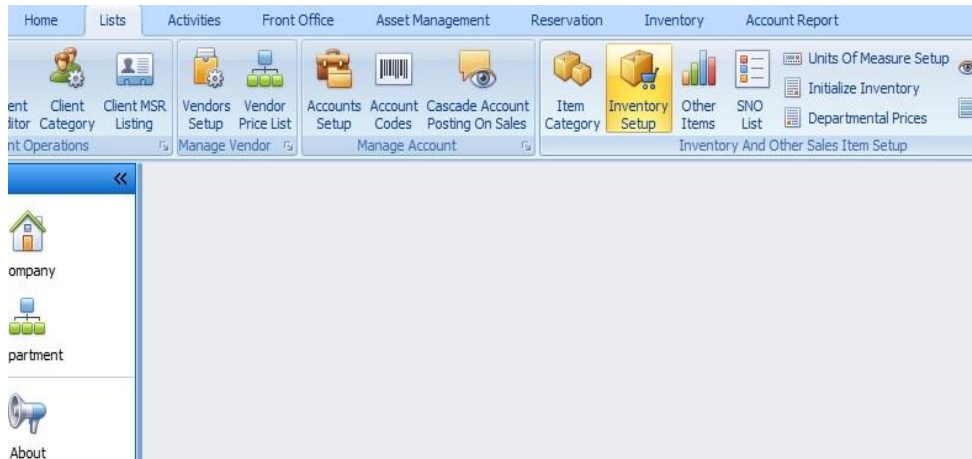 Home Lists Activities Front Office Asset Management Reservation Inventory Account Report
ent Client Client MSR Vendors Vendor Accounts Account Cascade Account Item Inventory Other SNO Units Of Measure Setup
ditor Category Listing Setup Price List Setup Codes Posting On Sales Category Setup Items List Initialize Inventory
Departmental Prices
nt Operations Manage Vendor Manage Account Inventory And Other Sales Item Setup
ompany
partment
About